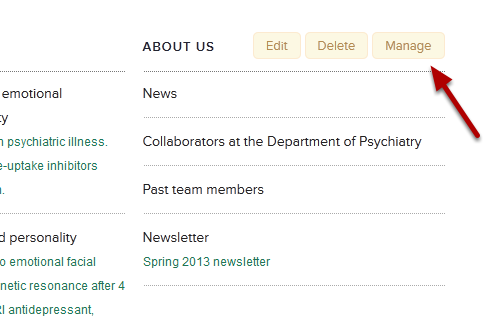 ABOUT US Edit Delete Manage
News
Collaborators at the Department of Psychiatry
Past team members
Newsletter
Spring 2013 newsletter
emotional
ty
psychiatric illness.
e-uptake inhibitors
d personality
o emotional facial
netic resonance after 4
RI antidepressant,